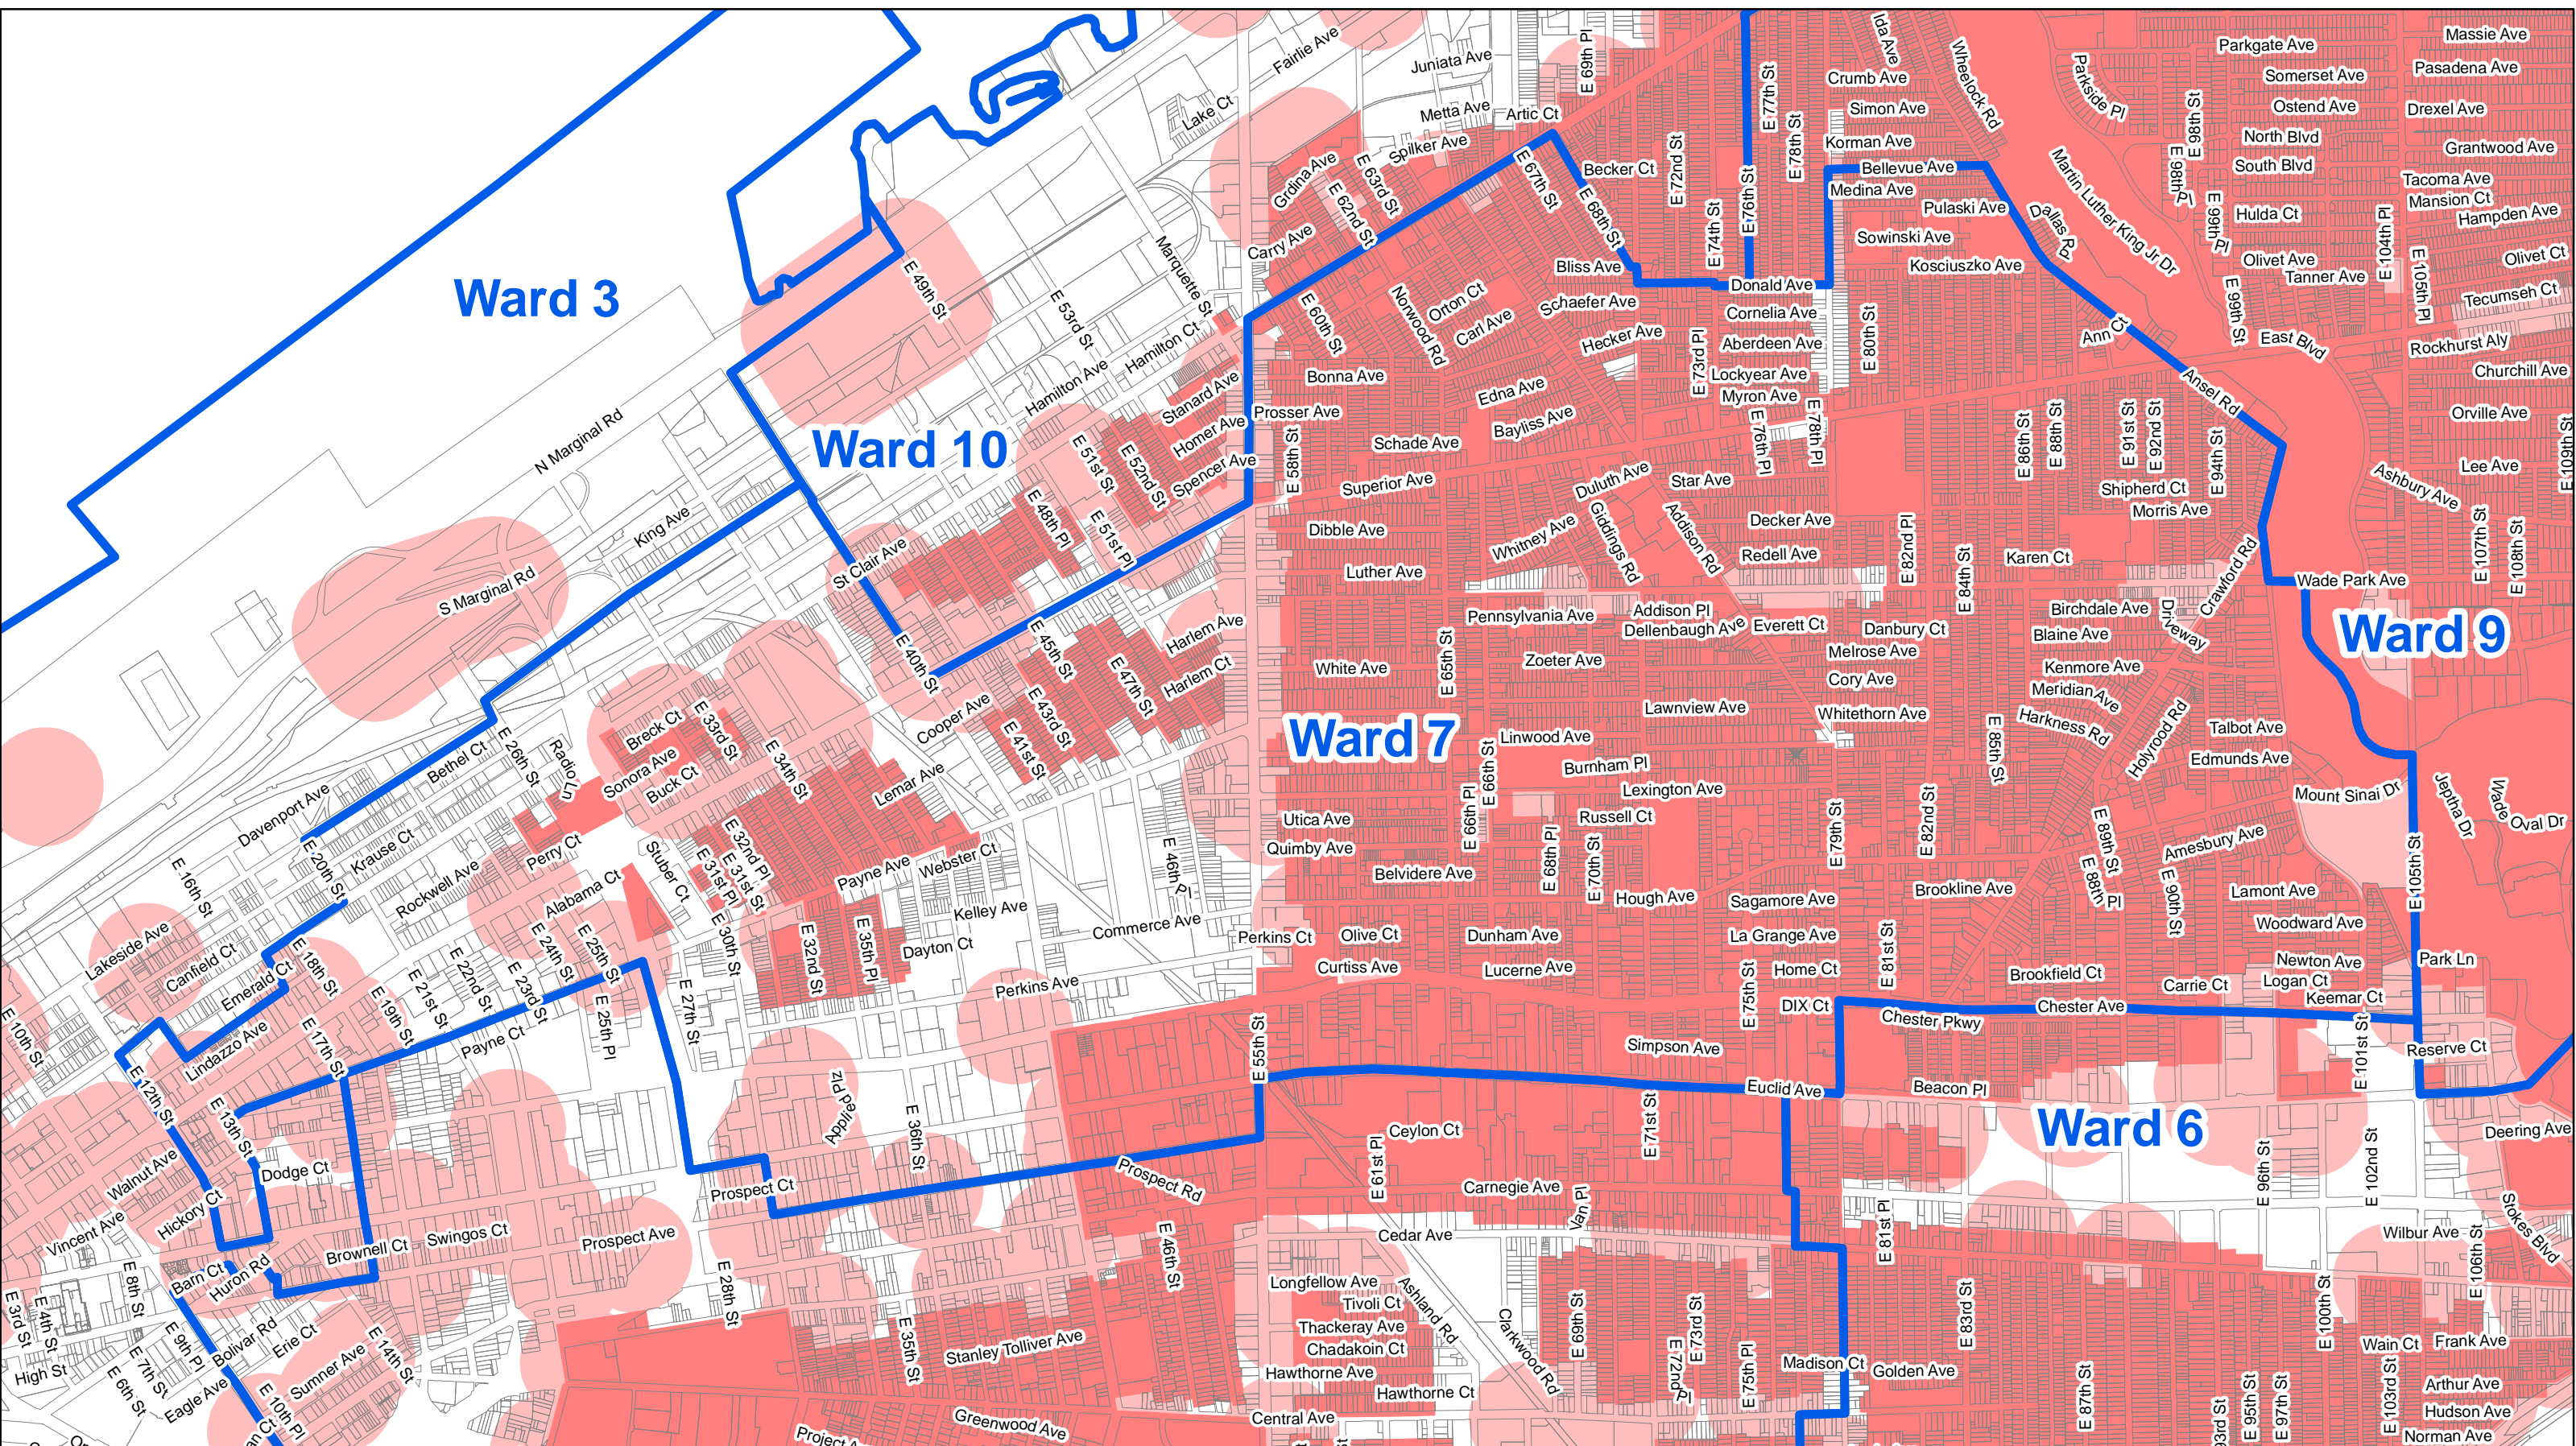 Ward 3
Ward 10
Ward 7
Ward 9
Ward 6
Fairlie Ave
Juniata Ave
E 69th Pl
Metta Ave
Artic Ct
Lake Ct
Spilker Ave
Grdina Ave
E 63rd St
E 62nd St
Carry Ave
E 67th St
E 68th St
Becker Ct
E 72nd St
E 74th St
E 76th St
E 77th St
E 78th St
Ida Ave
Wheelock Rd
Crumb Ave
Simon Ave
Korman Ave
Bellevue Ave
Medina Ave
Pulaski Ave
Sowinski Ave
Kosciuszko Ave
Dallas Rd
Martin Luther King Jr Dr
Parkside Pl
Parkgate Ave
Somerset Ave
Ostend Ave
North Blvd
South Blvd
E 98th St
E 98th Pl
E 99th Pl
Hulda Ct
Olivet Ave
Tanner Ave
E 99th St
East Blvd
Massie Ave
Pasadena Ave
Drexel Ave
Grantwood Ave
Tacoma Ave
Mansion Ct
Hampden Ave
E 104th Pl
E 105th Pl
Olivet Ct
Tecumseh Ct
Rockhurst Aly
Churchill Ave
Orville Ave
E 109th St
Lee Ave
Ashbury Ave
E 107th St
E 108th St
Ann Ct
Ansel Rd
E 49th St
E 53rd St
Marquette St
Hamilton Ct
Hamilton Ave
Stanard Ave
Homer Ave
Spencer Ave
E 51st St
E 52nd St
E 48th Pl
E 51st Pl
St Clair Ave
E 40th St
N Marginal Rd
S Marginal Rd
King Ave
E 60th St
Norwood Rd
Orton Ct
Carl Ave
Bliss Ave
Schaefer Ave
Hecker Ave
Donald Ave
Cornelia Ave
Aberdeen Ave
Lockyear Ave
Myron Ave
E 73rd Pl
E 80th St
E 76th Pl
E 78th Pl
Bonna Ave
Edna Ave
Bayliss Ave
Prosser Ave
E 58th St
Schade Ave
Superior Ave
Duluth Ave
Star Ave
E 86th St
E 88th St
E 91st St
E 92nd St
E 94th St
Shipherd Ct
Morris Ave
Dibble Ave
Whitney Ave
Giddings Rd
Addison Rd
Decker Ave
Redell Ave
E 82nd Pl
E 84th St
Karen Ct
Crawford Rd
Wade Park Ave
Luther Ave
Pennsylvania Ave
Addison Pl
Dellenbaugh Ave
Everett Ct
Danbury Ct
Birchdale Ave
Driveway
Blaine Ave
Melrose Ave
Kenmore Ave
Cory Ave
Meridian Ave
Harkness Rd
Holyrood Rd
Talbot Ave
Edmunds Ave
White Ave
E 65th St
Zoeter Ave
Lawnview Ave
Whitethorn Ave
E 85th St
Linwood Ave
Burnham Pl
Lexington Ave
E 66th St
E 66th Pl
Russell Ct
Mount Sinai Dr
Jeptha Dr
Wade Oval Dr
Utica Ave
Quimby Ave
Belvidere Ave
E 68th Pl
E 70th St
E 79th St
E 82nd St
E 89th St
E 88th Pl
E 90th St
Amesbury Ave
Hough Ave
Sagamore Ave
Brookline Ave
Lamont Ave
Woodward Ave
E 105th St
Perkins Ct
Olive Ct
Dunham Ave
La Grange Ave
E 81st St
Curtiss Ave
Lucerne Ave
Home Ct
E 75th St
Brookfield Ct
Carrie Ct
Newton Ave
Logan Ct
Keemar Ct
Park Ln
DIX Ct
Chester Ave
Chester Pkwy
E 101st St
Reserve Ct
Harlem Ave
Harlem Ct
E 45th St
E 47th St
E 43rd St
E 41st St
Cooper Ave
Breck Ct
E 33rd St
Sonora Ave
Buck Ct
E 34th St
Lemar Ave
Radio Ln
E 26th St
Bethel Ct
Davenport Ave
Krause Ct
Perry Ct
E 20th St
Rockwell Ave
Stuber Ct
E 32nd Pl
E 31st St
E 31st Pl
Payne Ave
Webster Ct
E 46th Pl
Kelley Ave
Commerce Ave
Dayton Ct
E 32nd St
E 35th Pl
E 30th St
Perkins Ave
E 16th St
Alabama Ct
E 24th St
E 25th St
Lakeside Ave
Canfield Ct
Emerald Ct
E 18th St
E 21st St
E 22nd St
E 23rd St
E 25th Pl
E 27th St
E 19th St
Payne Ct
E 10th St
Lindazzo Ave
E 17th St
E 12th St
E 13th St
Dodge Ct
Walnut Ave
Hickory Ct
Vincent Ave
Brownell Ct
Swingos Ct
Prospect Ave
Prospect Ct
Applied Plz
E 36th St
E 55th St
Simpson Ave
Euclid Ave
Beacon Pl
Ceylon Ct
E 61st Pl
E 71st St
Carnegie Ave
Van Pl
Cedar Ave
Prospect Rd
E 46th St
E 81st Pl
E 96th St
E 102nd St
Deering Ave
Stokes Blvd
Wilbur Ave
E 106th St
Barn Ct
Huron Rd
E 8th St
E 3rd St
E 4th St
E 9th Pl
Bolivar Rd
Erie Ct
E 14th St
Sumner Ave
E 7th St
E 6th St
High St
Eagle Ave
E 10th Pl
E 28th St
E 35th St
Stanley Tolliver Ave
Greenwood Ave
Longfellow Ave
Tivoli Ct
Thackeray Ave
Chadakoin Ct
Hawthorne Ave
Hawthorne Ct
Central Ave
Ashland Rd
Clarkwood Rd
E 69th St
E 72nd Pl
E 73rd St
E 75th Pl
Madison Ct
Golden Ave
E 83rd St
E 87th St
E 95th St
E 97th St
E 100th St
E 103rd St
Wain Ct
Frank Ave
Arthur Ave
Hudson Ave
Norman Ave